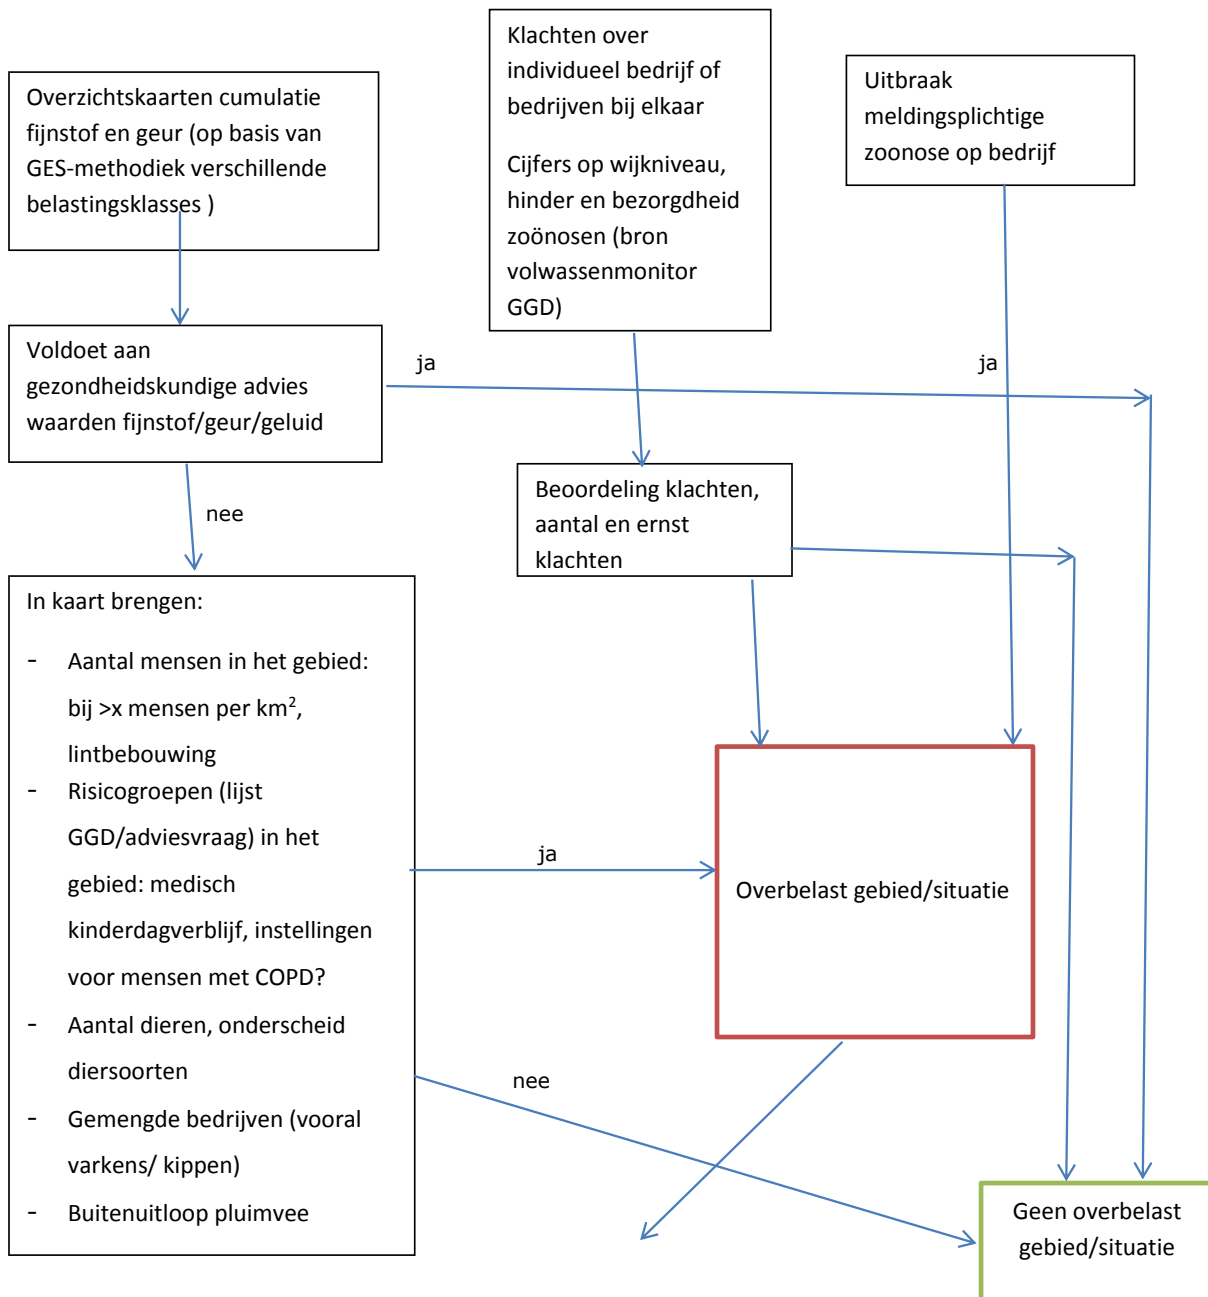 Overzichtskaarten cumulatie
fijnstof en geur (op basis van
GES-methodiek verschillende
belastingsklasses )
Klachten over
individueel bedrijf of
bedrijven bij elkaar
Cijfers op wijkniveau,
hinder en bezorgdheid
zoönosen (bron
volwassenmonitor
GGD)
Uitbraak
meldingsplichtige
zoonose op bedrijf
Voldoet aan
gezondheidskundige advies
waarden fijnstof/geur/geluid
ja
ja
nee
Beoordeling klachten,
aantal en ernst
klachten
In kaart brengen:
- Aantal mensen in het gebied:
bij >x mensen per km²,
lintbebouwing
- Risicogroepen (lijst
GGD/adviesvraag) in het
gebied: medisch
kinderdagverblijf, instellingen
voor mensen met COPD?
- Aantal dieren, onderscheid
diersoorten
- Gemengde bedrijven (vooral
varkens/ kippen)
- Buitenuitloop pluimvee
ja
Overbelast gebied/situatie
nee
Geen overbelast
gebied/situatie